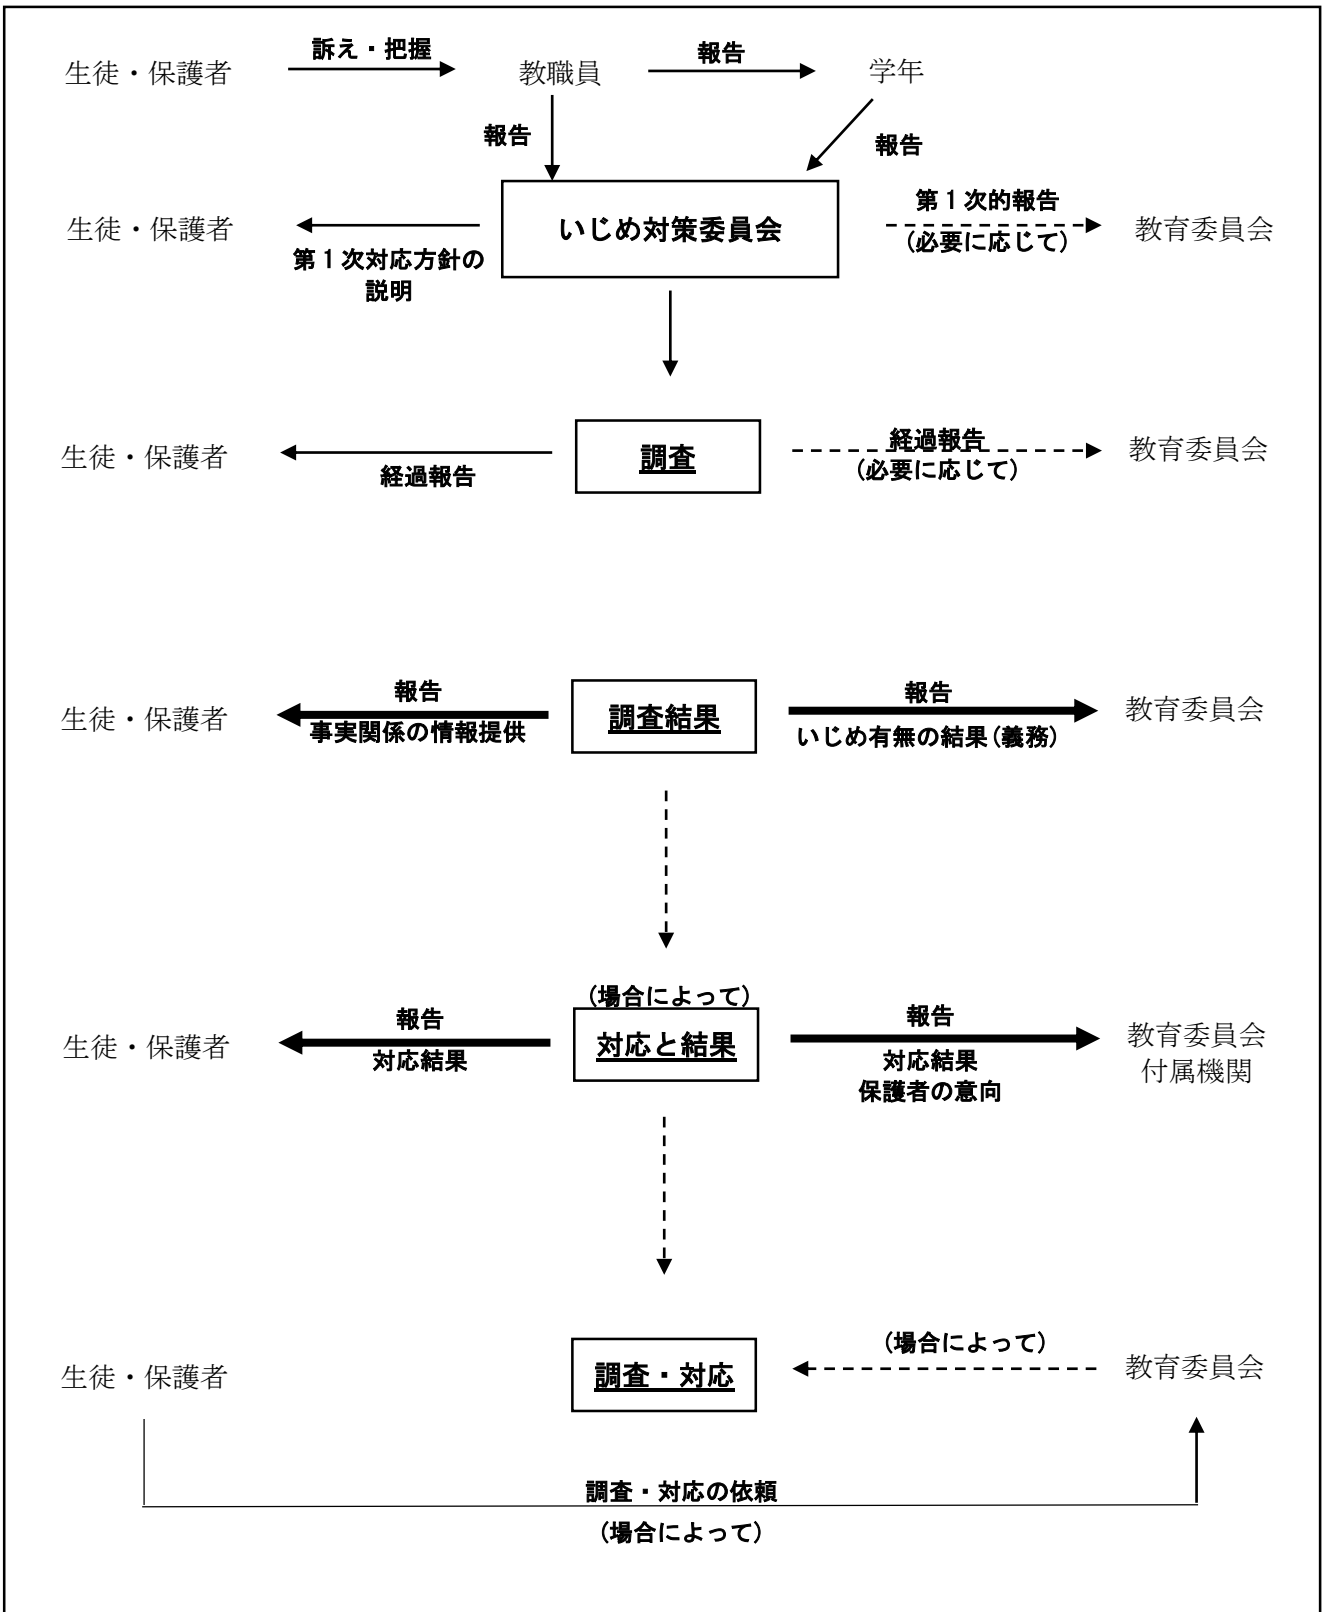 訴え・把握
報告
生徒・保護者
教職員
学年
報告
報告
第１次的報告
生徒・保護者
いじめ対策委員会
教育委員会
(必要に応じて)
第１次対応方針の
説明
経過報告
生徒・保護者
調査
教育委員会
(必要に応じて)
経過報告
報告
報告
生徒・保護者
調査結果
教育委員会
事実関係の情報提供
いじめ有無の結果(義務)
(場合によって)
報告
報告
生徒・保護者
対応と結果
教育委員会
付属機関
対応結果
対応結果
保護者の意向
(場合によって)
生徒・保護者
調査・対応
教育委員会
調査・対応の依頼
(場合によって)